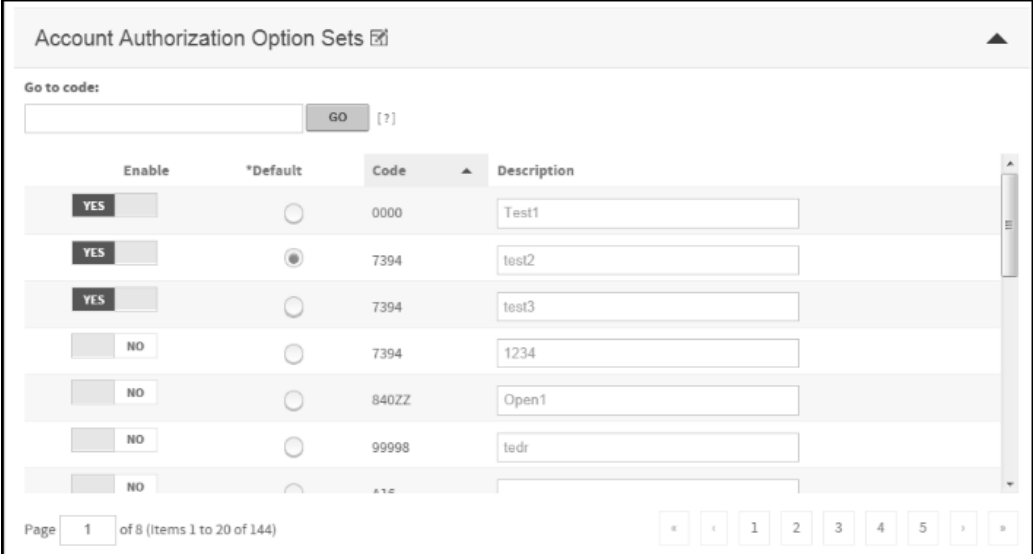 Account Authorization Option Sets
Go to code:
GO [?]
Enable *Default Code Description
YES 0000 Test1
YES 7394 test2
YES 7394 test3
NO 7394 1234
NO 840ZZ Open1
NO 99998 tedr
NO
Page 1 of 8 (Items 1 to 20 of 144) « ‹ 1 2 3 4 5 › »